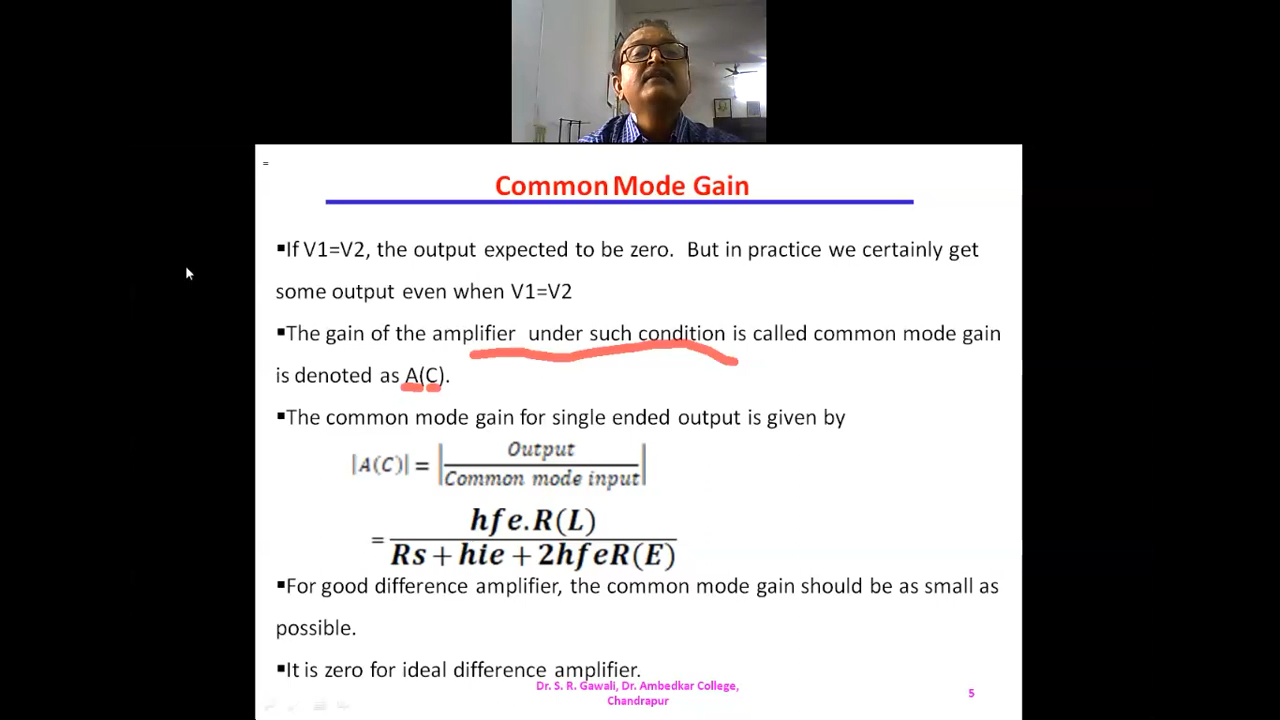 =
Common Mode Gain
▪If V1=V2, the output expected to be zero. But in practice we certainly get
some output even when V1=V2
▪The gain of the amplifier under such condition is called common mode gain
is denoted as A(C).
▪The common mode gain for single ended output is given by
|A(C)| = |Output / Common mode input|
= hfe.R(L) / Rs + hie + 2hfeR(E)
▪For good difference amplifier, the common mode gain should be as small as
possible.
▪It is zero for ideal difference amplifier.
Dr. S. R. Gawali, Dr. Ambedkar College,
Chandrapur
5